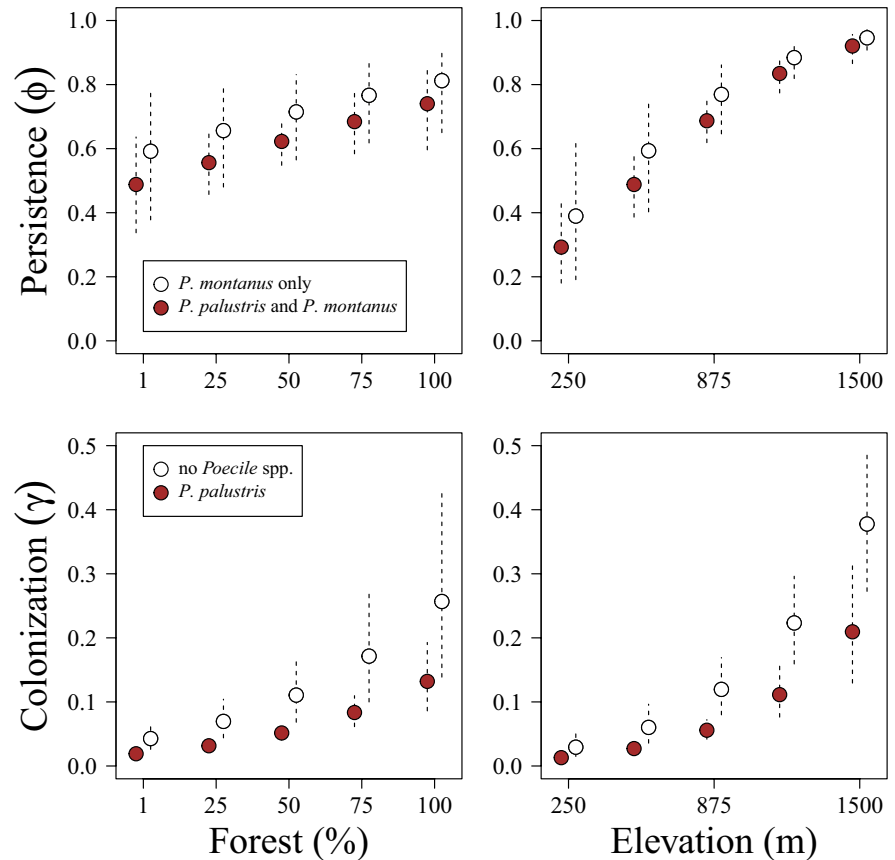 Persistence (ϕ)
1.0
0.8
0.6
0.4
0.2
0.0
P. montanus only
P. palustris and P. montanus
1 25 50 75 100
1.0
0.8
0.6
0.4
0.2
0.0
250 875 1500
Colonization (γ)
0.5
0.4
0.3
0.2
0.1
0.0
no Poecile spp.
P. palustris
1 25 50 75 100
Forest (%)
0.5
0.4
0.3
0.2
0.1
0.0
250 875 1500
Elevation (m)